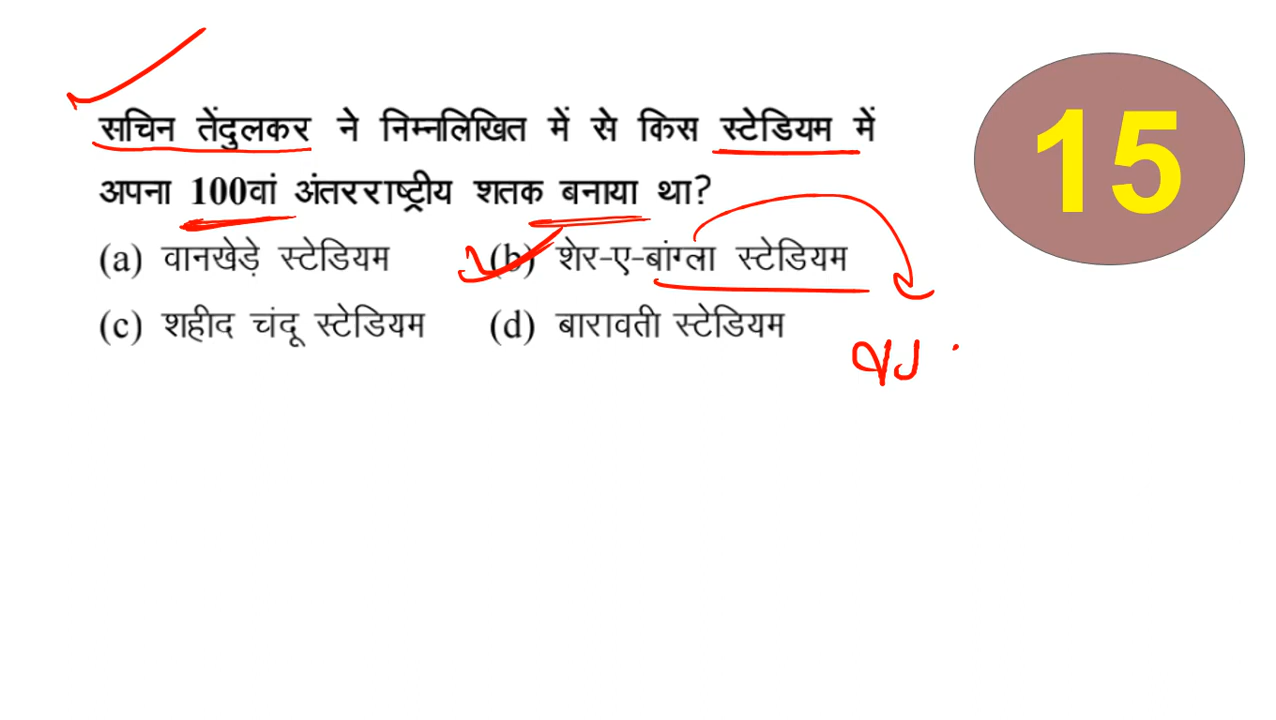 सचिन तेंदुलकर ने निम्नलिखित में से किस स्टेडियम में
अपना 100वां अंतरराष्ट्रीय शतक बनाया था?
(a) वानखेड़े स्टेडियम (b) शेर-ए-बांग्ला स्टेडियम
(c) शहीद चंदू स्टेडियम (d) बारावती स्टेडियम
15